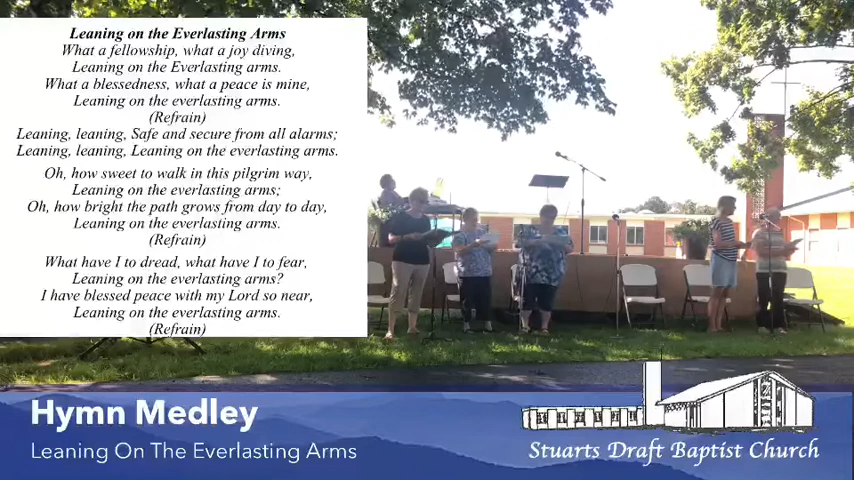 Leaning on the Everlasting Arms
What a fellowship, what a joy diving,
Leaning on the Everlasting arms.
What a blessedness, what a peace is mine,
Leaning on the everlasting arms.
(Refrain)
Leaning, leaning, Safe and secure from all alarms;
Leaning, leaning, Leaning on the everlasting arms.
Oh, how sweet to walk in this pilgrim way,
Leaning on the everlasting arms;
Oh, how bright the path grows from day to day,
Leaning on the everlasting arms.
(Refrain)
What have I to dread, what have I to fear,
Leaning on the everlasting arms?
I have blessed peace with my Lord so near,
Leaning on the everlasting arms.
(Refrain)
Hymn Medley
Leaning On The Everlasting Arms
Stuarts Draft Baptist Church